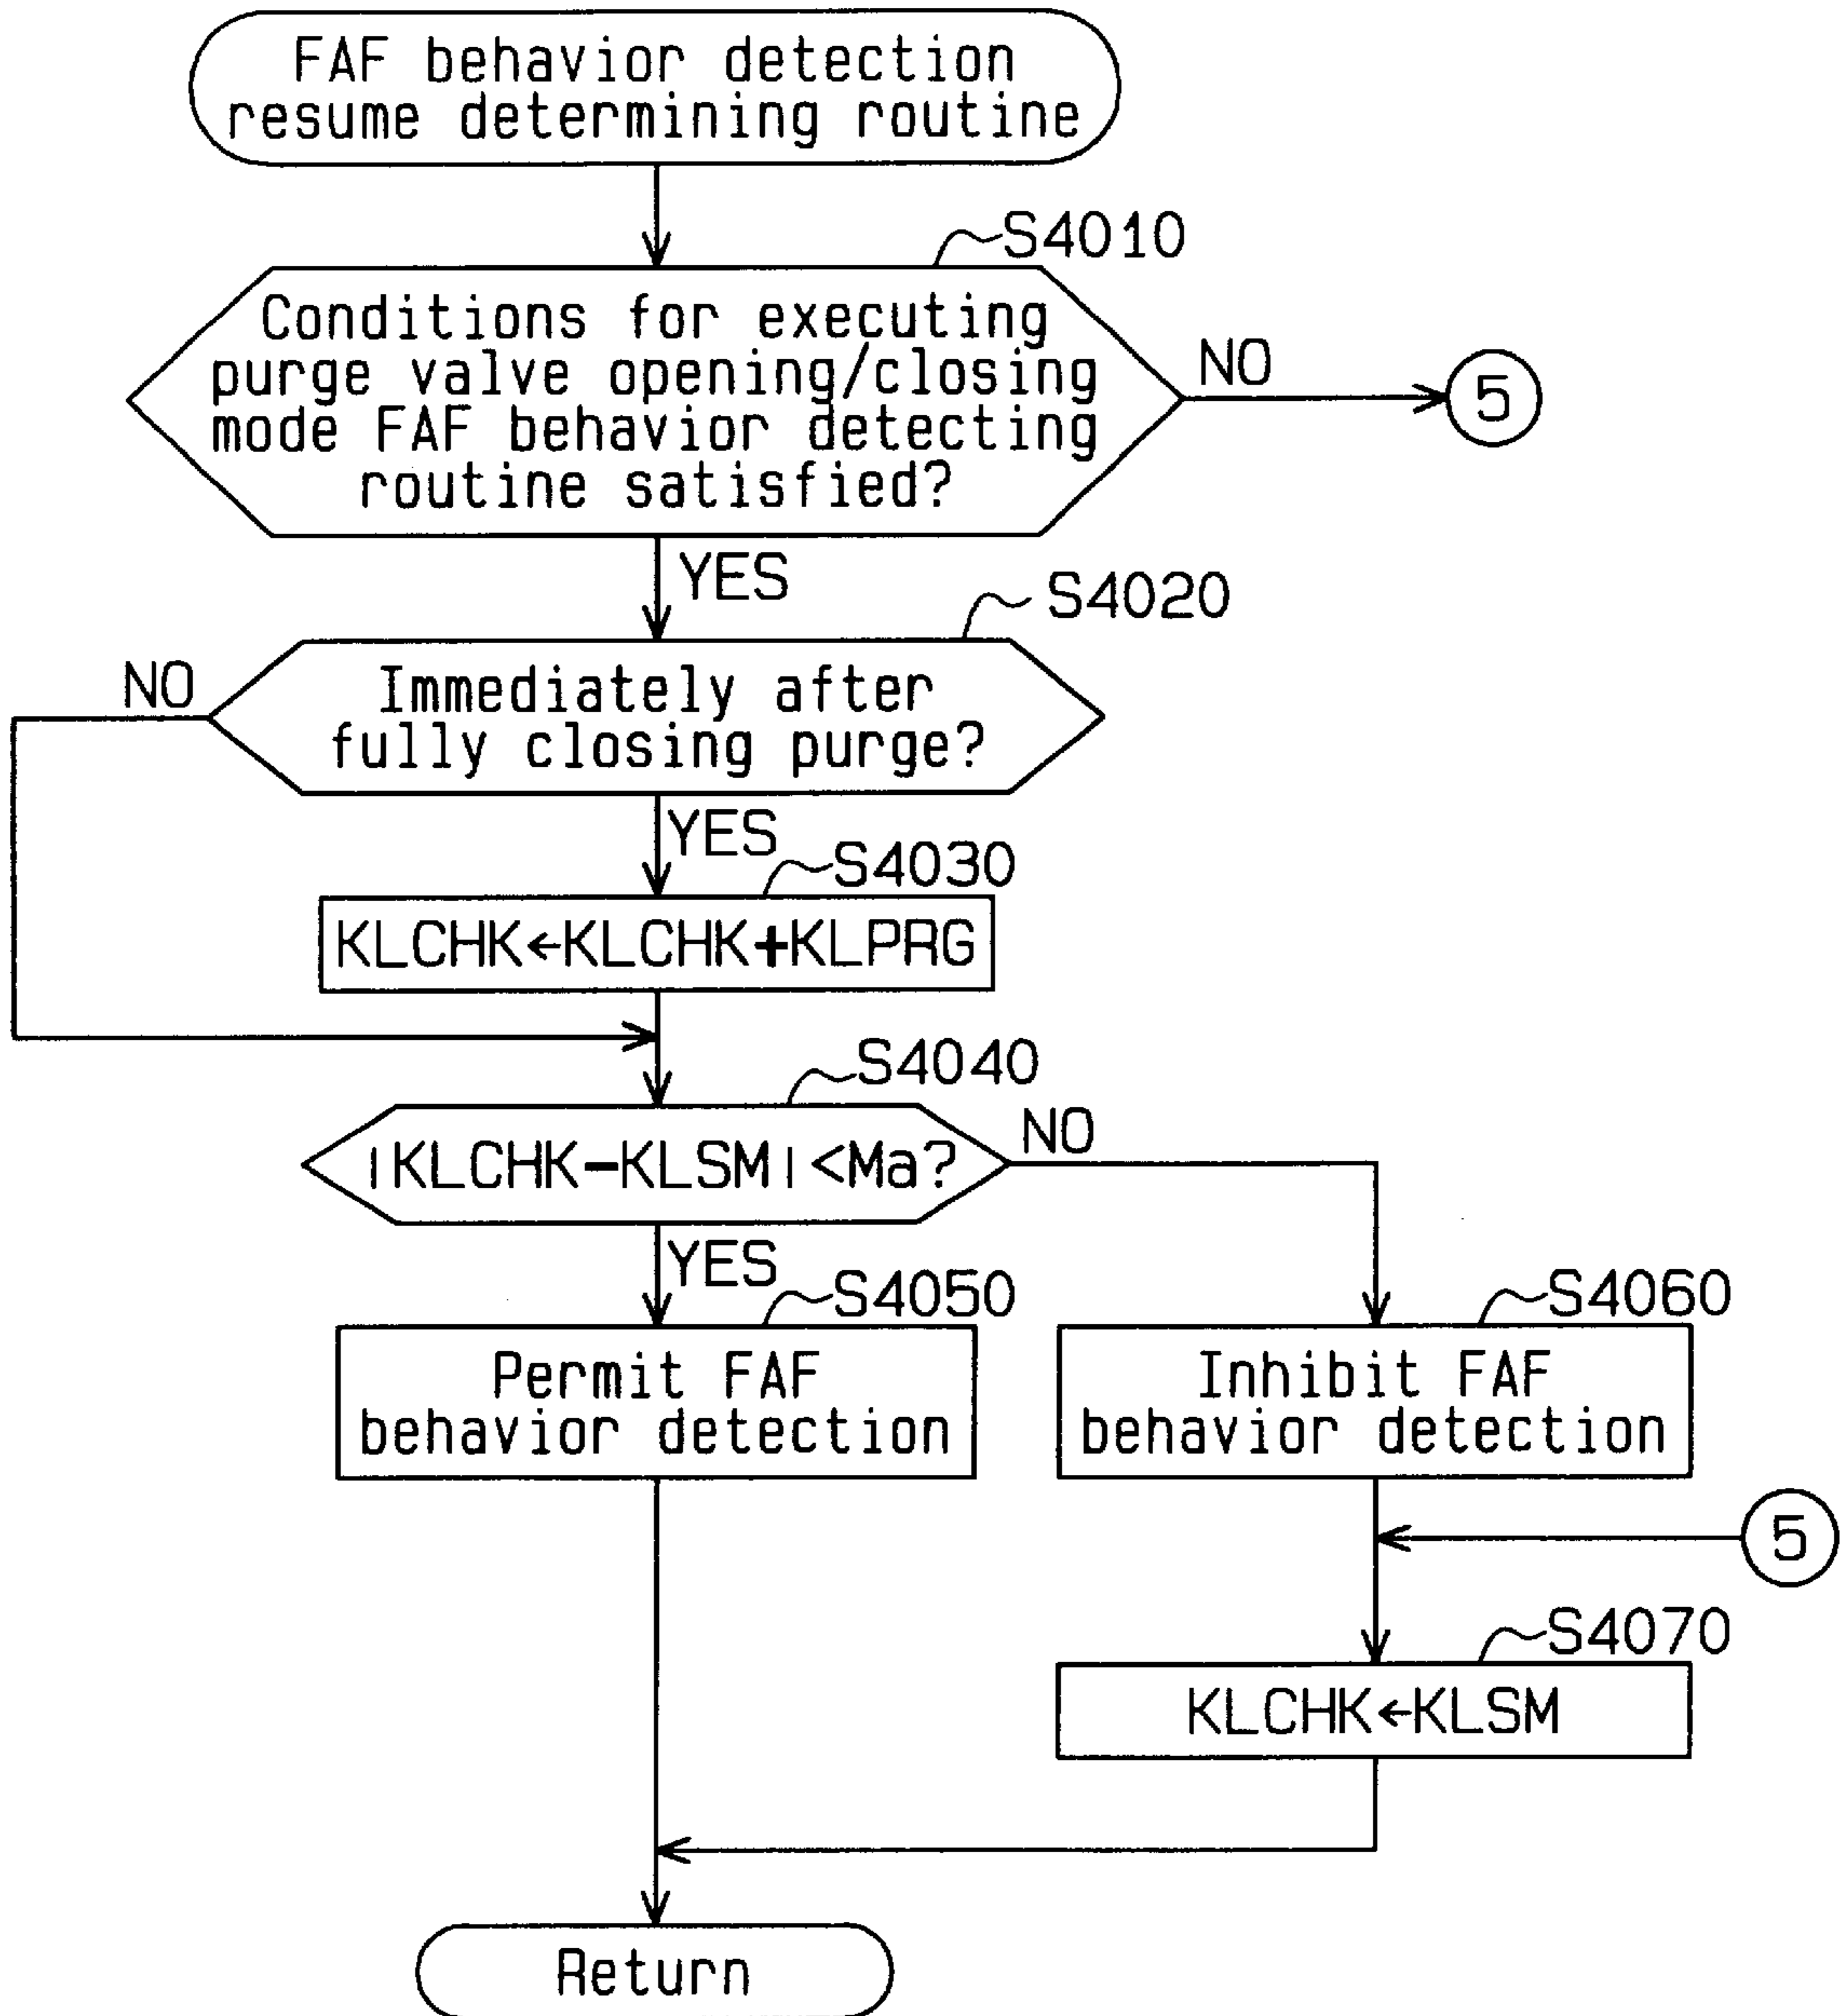 FAF behavior detection
resume determining routine
S4010
Conditions for executing
purge valve opening/closing
mode FAF behavior detecting
routine satisfied?
NO
5
YES
S4020
NO
Immediately after
fully closing purge?
YES
S4030
KLCHK←KLCHK+KLPRG
S4040
|KLCHK−KLSM|<Ma?
NO
YES
S4050
S4060
Permit FAF
behavior detection
Inhibit FAF
behavior detection
5
S4070
KLCHK←KLSM
Return